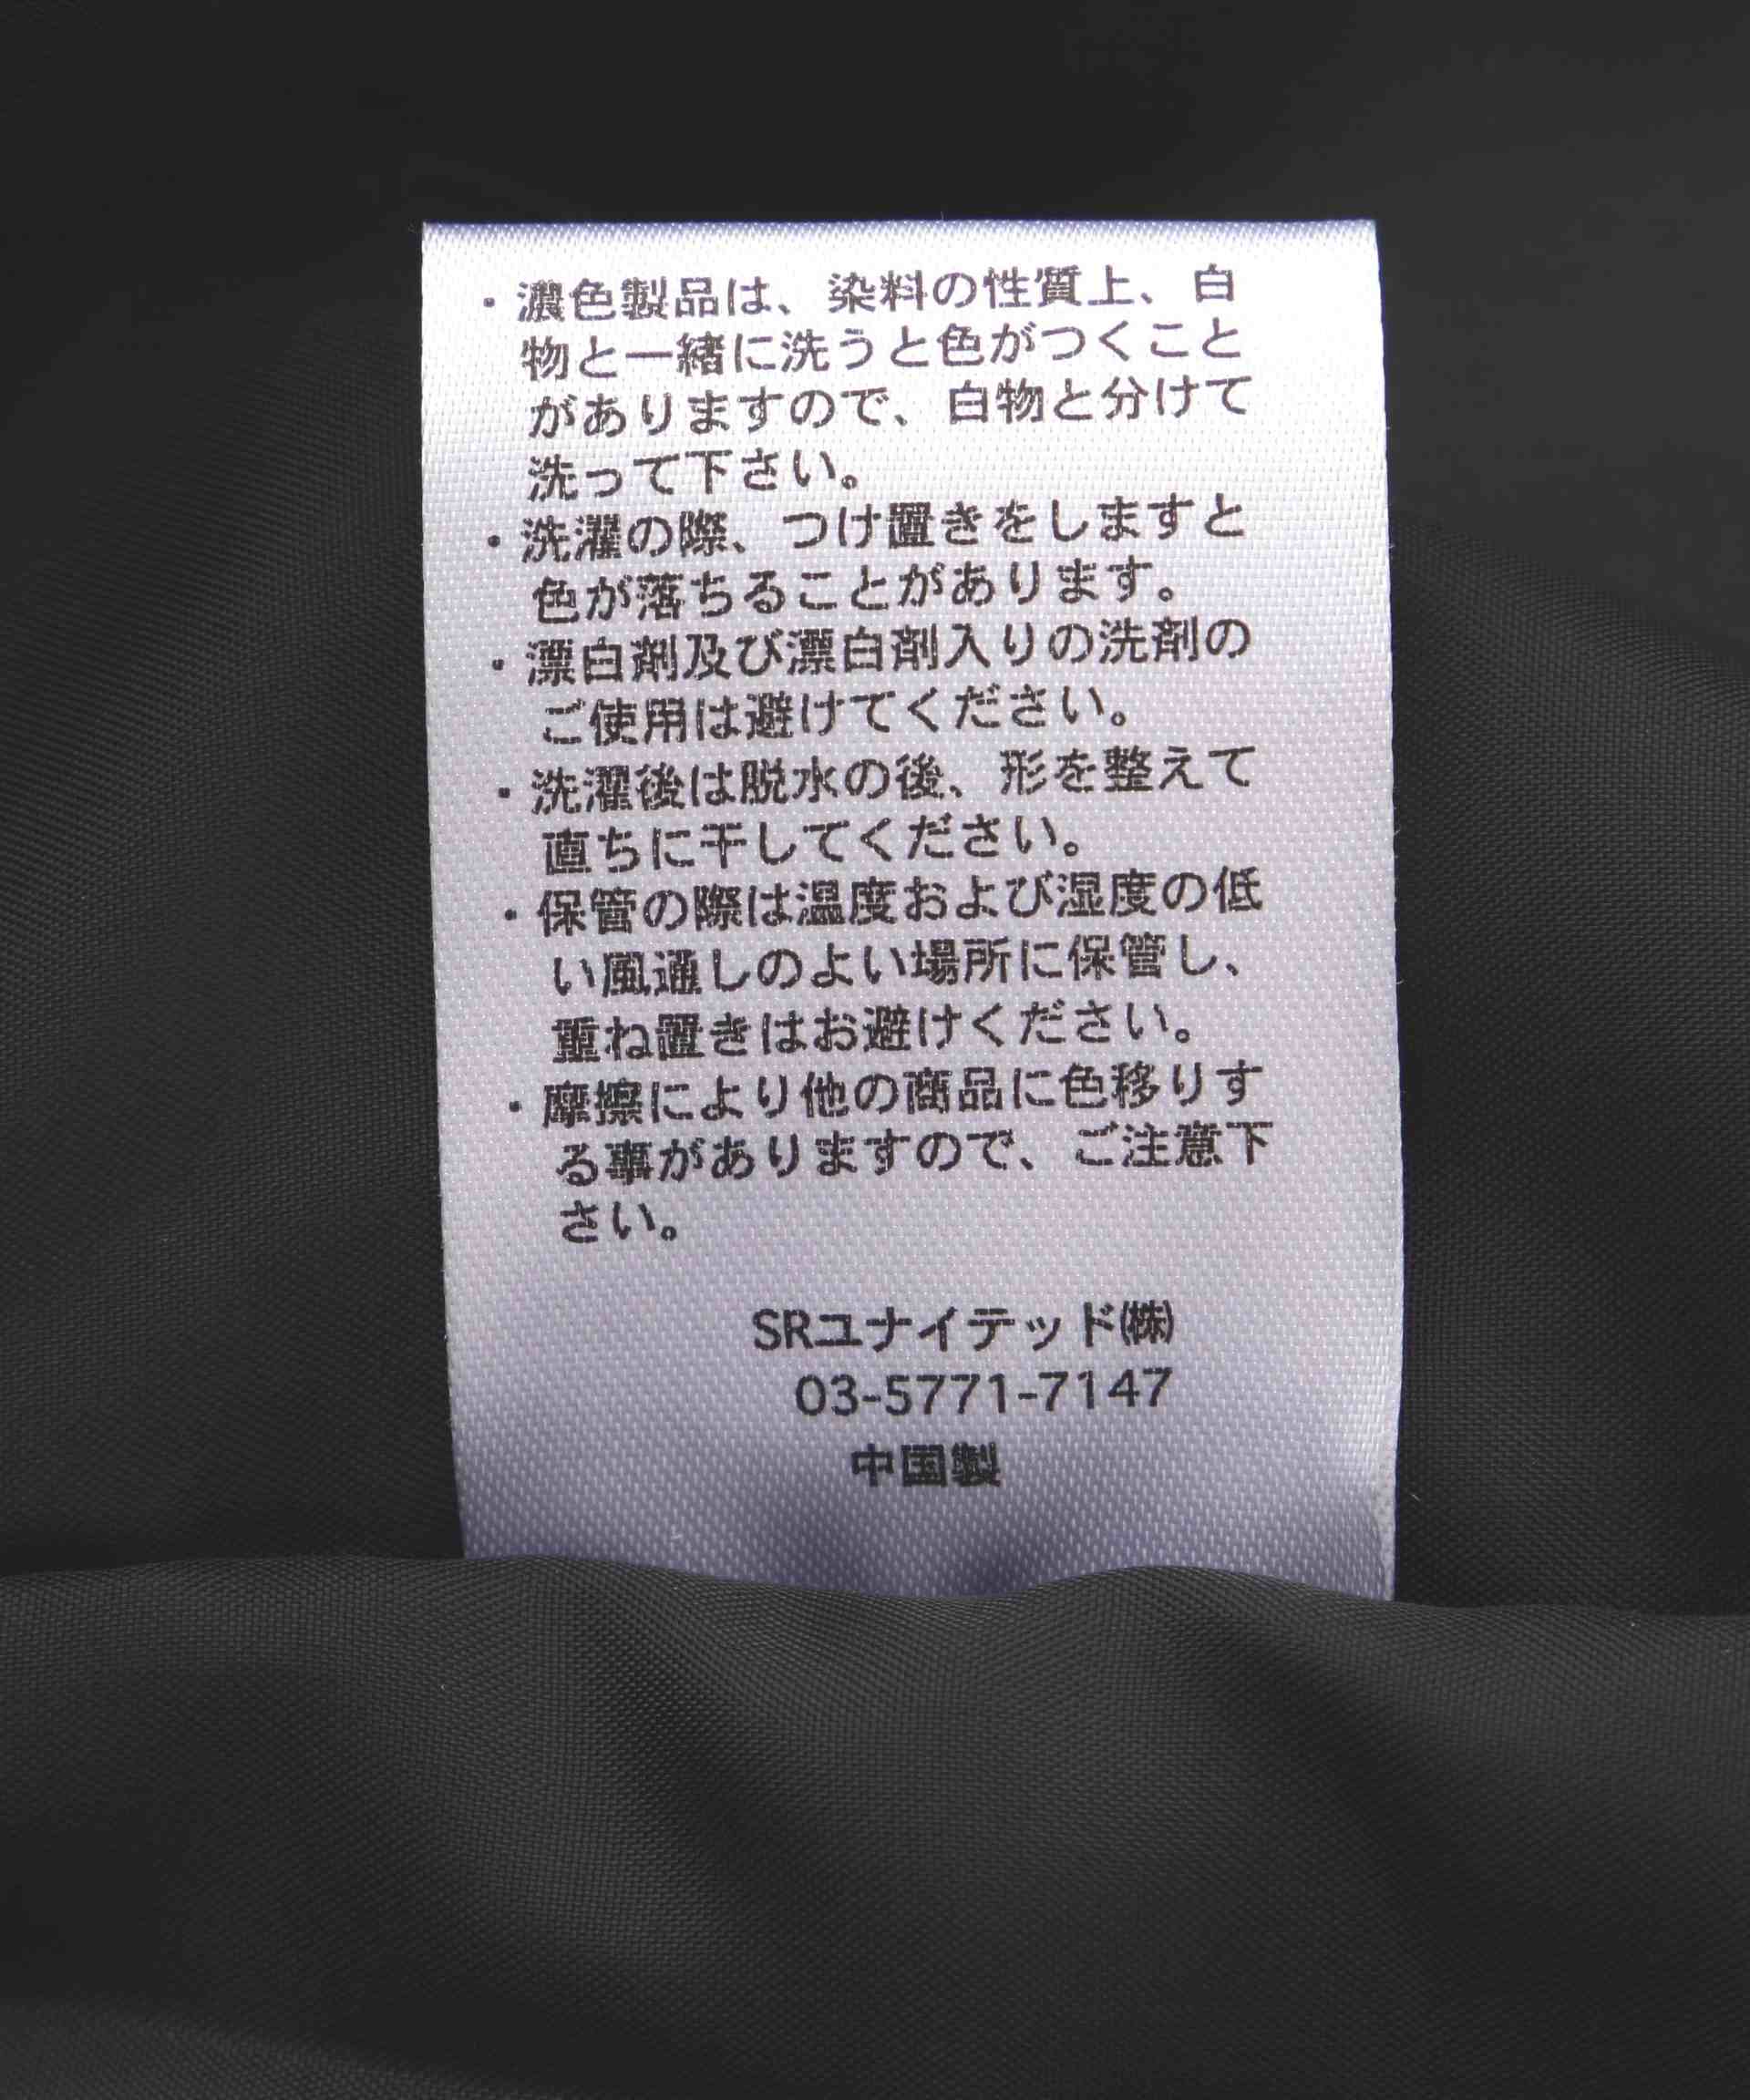 ・濃色製品は、染料の性質上、白
物と一緒に洗うと色がつくこと
がありますので、白物と分けて
洗って下さい。
・洗濯の際、つけ置きをしますと
色が落ちることがあります。
・漂白剤及び漂白剤入りの洗剤の
ご使用は避けてください。
・洗濯後は脱水の後、形を整えて
直ちに干してください。
・保管の際は温度および湿度の低
い風通しのよい場所に保管し、
重ね置きはお避けください。
・摩擦により他の商品に色移りす
る事がありますので、ご注意下
さい。
SRユナイテッド㈱
03-5771-7147
中国製